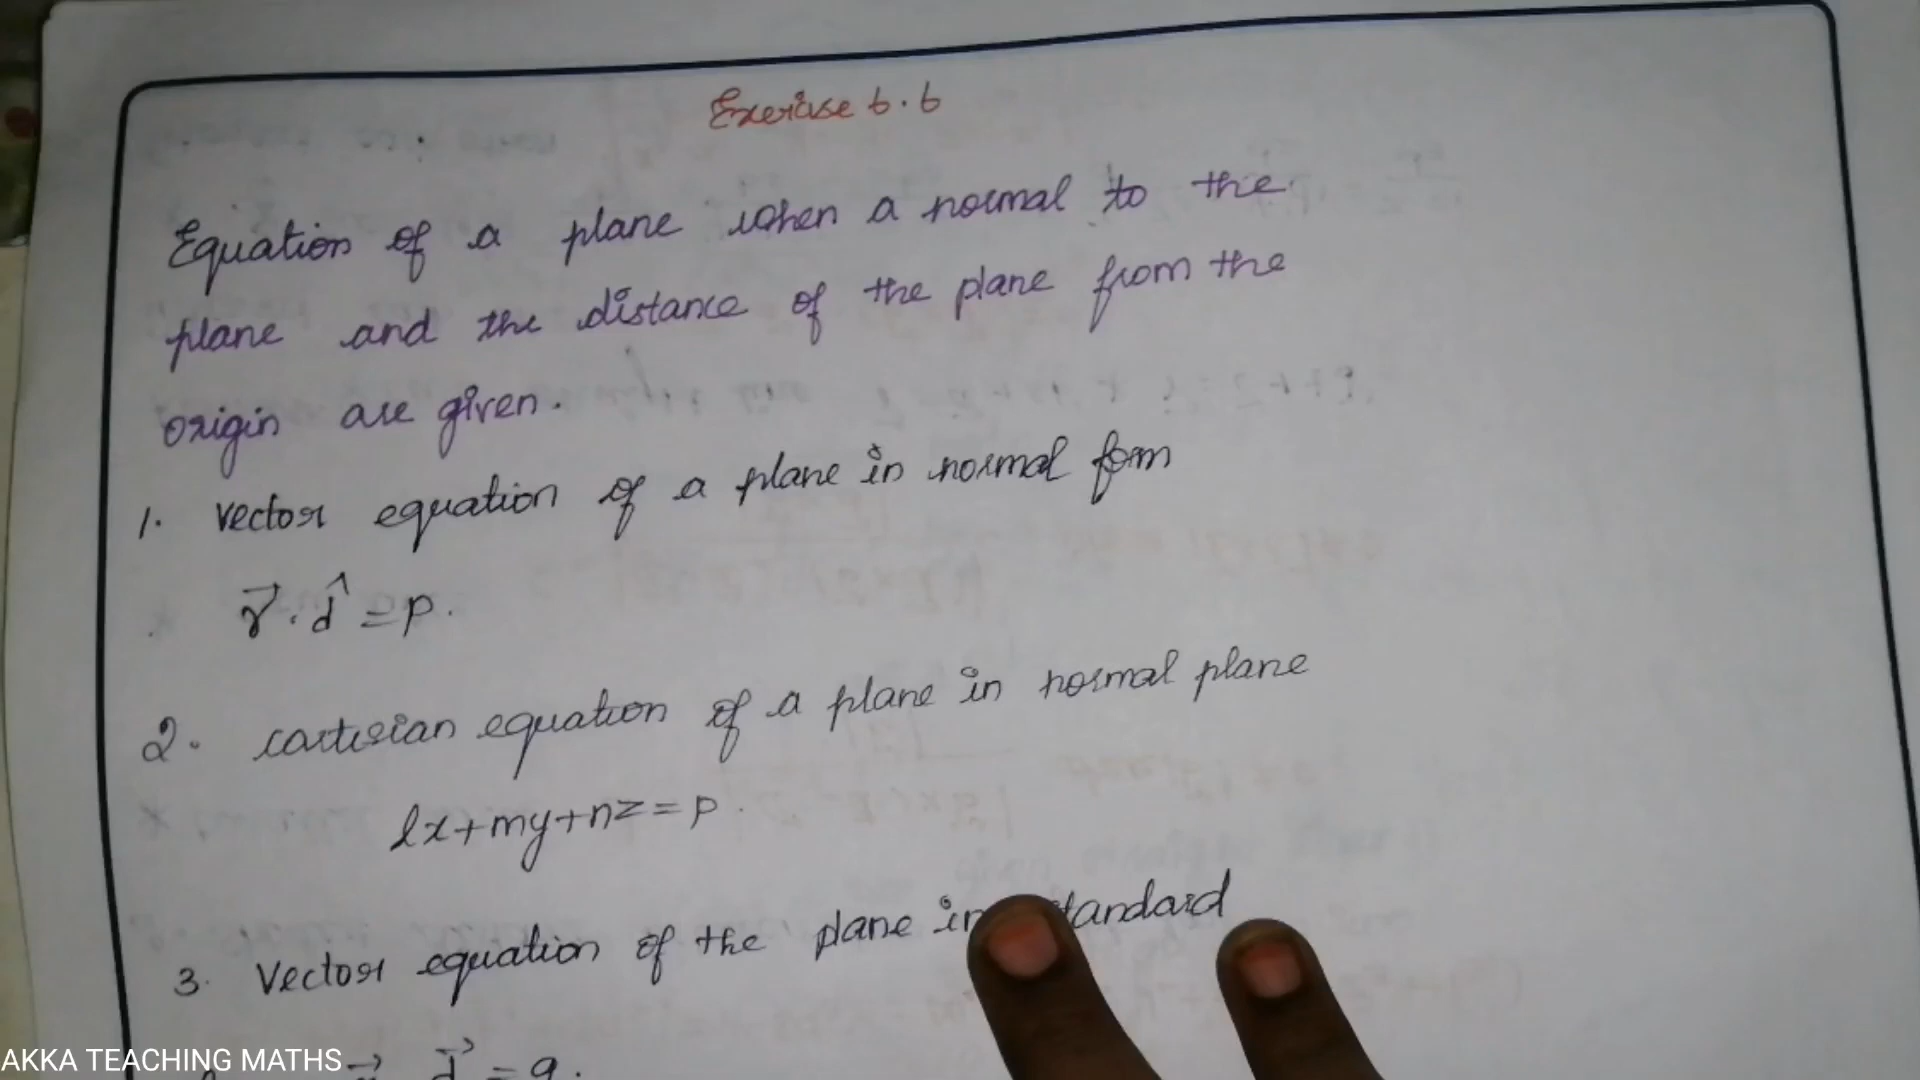 Exercise 6.6
Equation of a plane when a normal to the
plane and the distance of the plane from the
origin are given.
1. Vector equation of a plane in normal form
r⃗ · d̂ = p.
2. cartesian equation of a plane in normal plane
lx+my+nz=p.
3. Vector equation of the plane in standard
d⃗ = q.
AKKA TEACHING MATHS